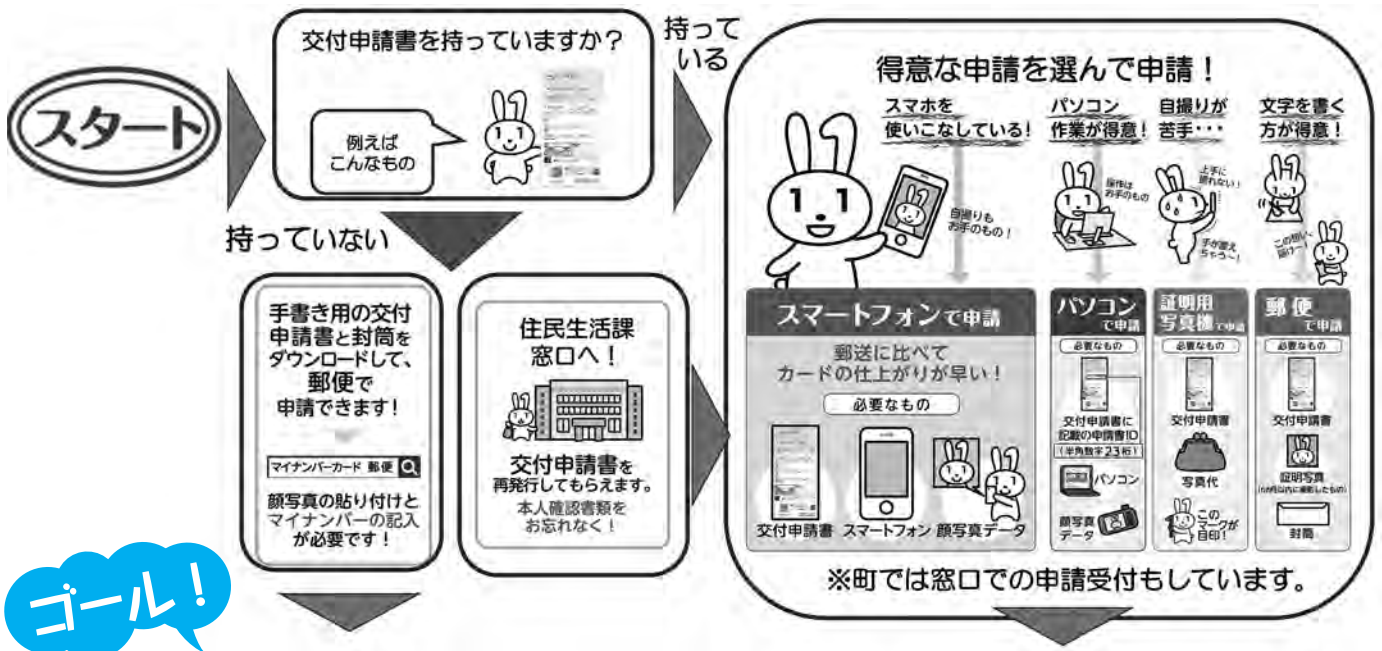 スタート
交付申請書を持っていますか?
例えば
こんなもの
持って
いる
持っていない
手書き用の交付
申請書と封筒を
ダウンロードして、
郵便で
申請できます!
マイナンバーカード 郵便
顔写真の貼り付けと
マイナンバーの記入
が必要です!
住民生活課
窓口へ!
交付申請書を
再発行してもらえます。
本人確認書類を
お忘れなく!
得意な申請を選んで申請!
スマホを
使いこなしている!
自撮りも
お手のもの!
スマートフォンで申請
郵送に比べて
カードの仕上がりが早い!
必要なもの
交付申請書
スマートフォン
顔写真データ
パソコン
作業が得意!
操作は
お手のもの
パソコン
で申請
必要なもの
交付申請書に
記載の申請書ID
(半角数字23桁)
パソコン
顔写真
データ
自撮りが
苦手・・・
上手に
撮れない!
手が震え
ちゃう~!
証明用
写真機で申請
必要なもの
交付申請書
写真代
この
マークが
目印!
文字を書く
方が得意!
この想い、
届けー!
郵便
で申請
必要なもの
交付申請書
証明写真
(6か月以内に撮影したもの)
封筒
※町では窓口での申請受付もしています。
ゴール!